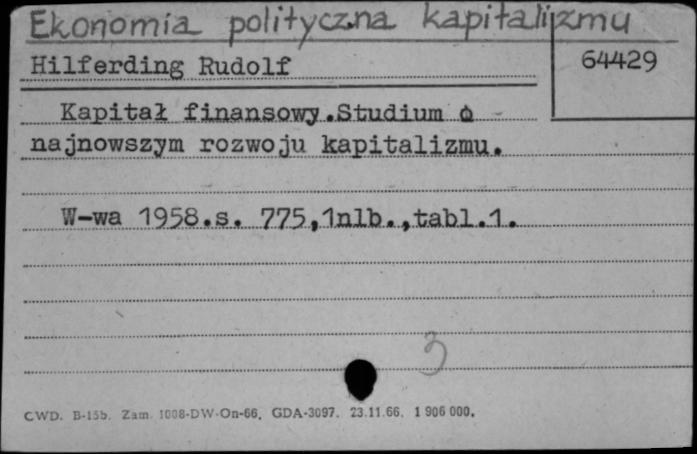 Ekonomia polityczna kapitalizmu
Hilferding Rudolf
64429
Kapitał finansowy.Studium o
najnowszym rozwoju kapitalizmu.
W-wa 1958.s. 775,1nlb.,tabl.1.
3
CWD. B-15b. Zam. 1008-DW-On-66. GDA-3097. 23.11.66. 1 906 000.